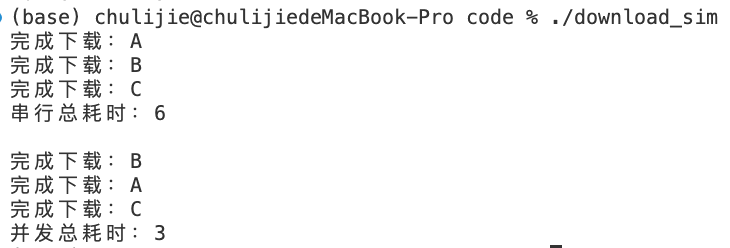 (base) chulijie@chulijiedeMacBook-Pro code % ./download_sim
完成下载：A
完成下载：B
完成下载：C
串行总耗时：6
完成下载：B
完成下载：A
完成下载：C
并发总耗时：3